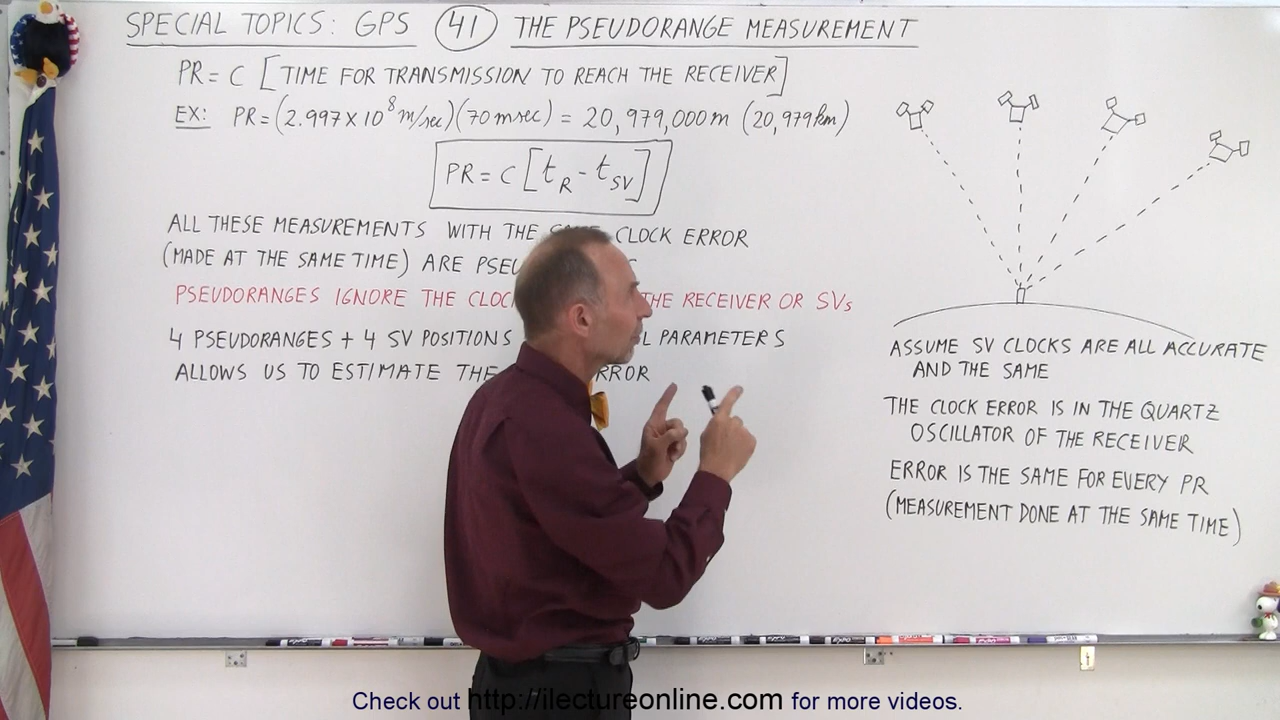 SPECIAL TOPICS: GPS 41 THE PSEUDORANGE MEASUREMENT
PR = C [TIME FOR TRANSMISSION TO REACH THE RECEIVER]
EX: PR = (2.997 X 10^8 m/sec)(70 msec) = 20,979,000m (20,979km)
PR = C [t_R - t_SV]
ALL THESE MEASUREMENTS WITH THE CLOCK ERROR
(MADE AT THE SAME TIME) ARE
PSEUDORANGES IGNORE THE THE RECEIVER OR SVs
4 PSEUDORANGES + 4 SV POSITIONS PARAMETERS
ALLOWS US TO ESTIMATE THE
ASSUME SV CLOCKS ARE ALL ACCURATE
AND THE SAME
THE CLOCK ERROR IS IN THE QUARTZ
OSCILLATOR OF THE RECEIVER
ERROR IS THE SAME FOR EVERY PR
(MEASUREMENT DONE AT THE SAME TIME)
Check out http://ilectureonline.com for more videos.